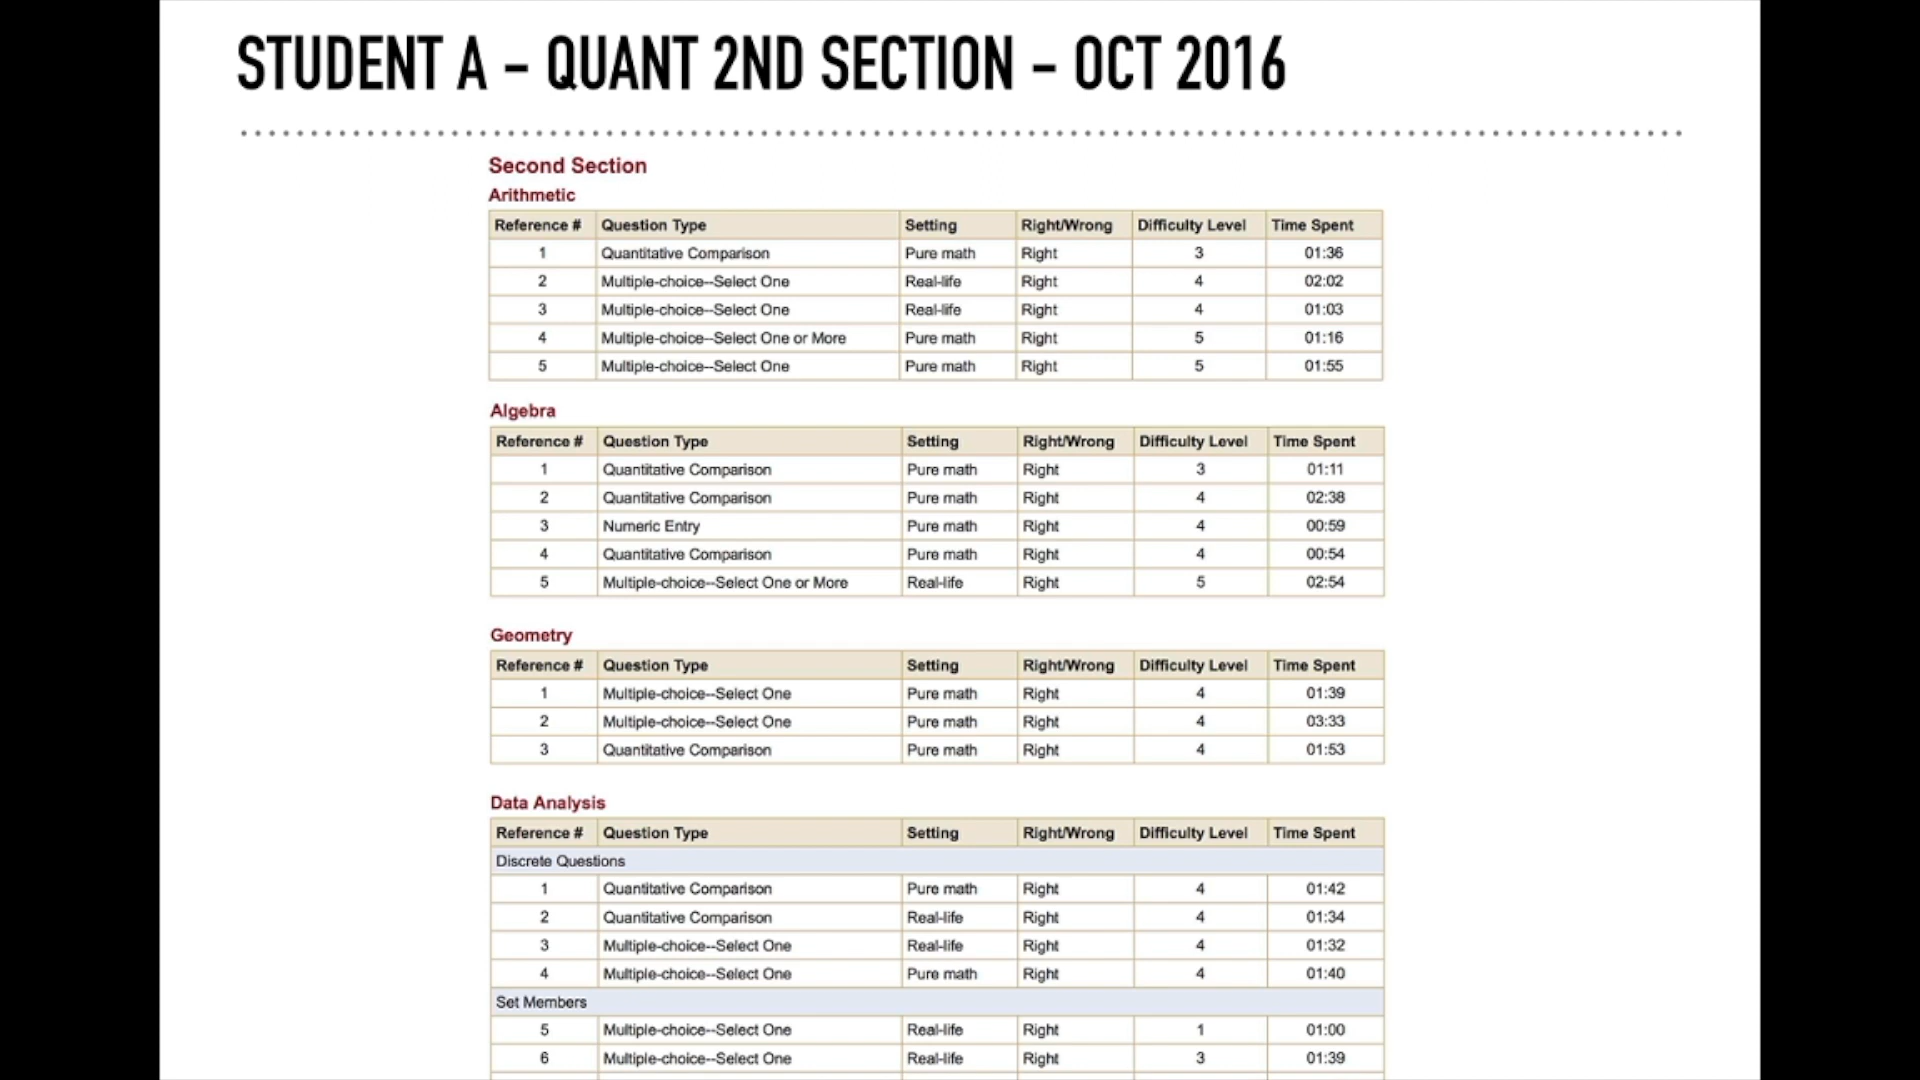 STUDENT A – QUANT 2ND SECTION – OCT 2016
Second Section
Arithmetic
Reference # Question Type Setting Right/Wrong Difficulty Level Time Spent
1 Quantitative Comparison Pure math Right 3 01:36
2 Multiple-choice--Select One Real-life Right 4 02:02
3 Multiple-choice--Select One Real-life Right 4 01:03
4 Multiple-choice--Select One or More Pure math Right 5 01:16
5 Multiple-choice--Select One Pure math Right 5 01:55
Algebra
Reference # Question Type Setting Right/Wrong Difficulty Level Time Spent
1 Quantitative Comparison Pure math Right 3 01:11
2 Quantitative Comparison Pure math Right 4 02:38
3 Numeric Entry Pure math Right 4 00:59
4 Quantitative Comparison Pure math Right 4 00:54
5 Multiple-choice--Select One or More Real-life Right 5 02:54
Geometry
Reference # Question Type Setting Right/Wrong Difficulty Level Time Spent
1 Multiple-choice--Select One Pure math Right 4 01:39
2 Multiple-choice--Select One Pure math Right 4 03:33
3 Quantitative Comparison Pure math Right 4 01:53
Data Analysis
Reference # Question Type Setting Right/Wrong Difficulty Level Time Spent
Discrete Questions
1 Quantitative Comparison Pure math Right 4 01:42
2 Quantitative Comparison Real-life Right 4 01:34
3 Multiple-choice--Select One Real-life Right 4 01:32
4 Multiple-choice--Select One Pure math Right 4 01:40
Set Members
5 Multiple-choice--Select One Real-life Right 1 01:00
6 Multiple-choice--Select One Real-life Right 3 01:39